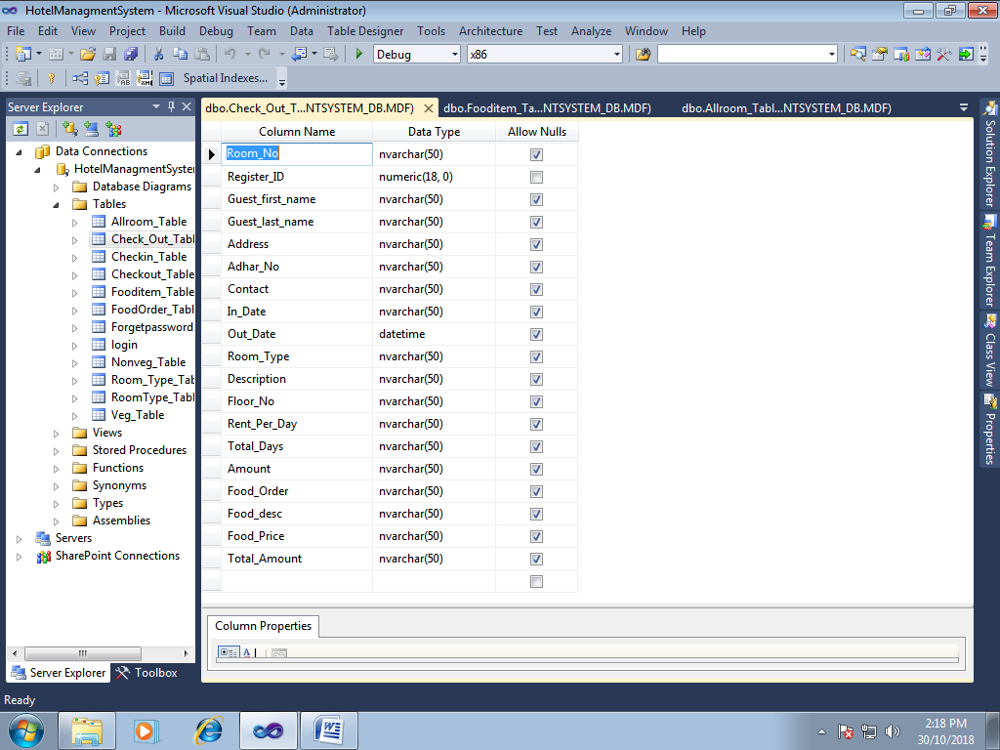 HotelManagmentSystem - Microsoft Visual Studio (Administrator)
File Edit View Project Build Debug Team Data Table Designer Tools Architecture Test Analyze Window Help
Debug x86
Spatial Indexes...
Server Explorer
Data Connections
HotelManagmentSyster
Database Diagrams
Tables
Allroom_Table
Check_Out_Tabl
Checkin_Table
Checkout_Table
Fooditem_Table
FoodOrder_Tabl
Forgetpassword
login
Nonveg_Table
Room_Type_Tab
RoomType_Tabl
Veg_Table
Views
Stored Procedures
Functions
Synonyms
Types
Assemblies
Servers
SharePoint Connections
Server Explorer Toolbox
dbo.Check_Out_T...NTSYSTEM_DB.MDF) dbo.Fooditem_Ta...NTSYSTEM_DB.MDF) dbo.Allroom_Tabl...NTSYSTEM_DB.MDF)
Column Name Data Type Allow Nulls
Room_No nvarchar(50)
Register_ID numeric(18, 0)
Guest_first_name nvarchar(50)
Guest_last_name nvarchar(50)
Address nvarchar(50)
Adhar_No nvarchar(50)
Contact nvarchar(50)
In_Date nvarchar(50)
Out_Date datetime
Room_Type nvarchar(50)
Description nvarchar(50)
Floor_No nvarchar(50)
Rent_Per_Day nvarchar(50)
Total_Days nvarchar(50)
Amount nvarchar(50)
Food_Order nvarchar(50)
Food_desc nvarchar(50)
Food_Price nvarchar(50)
Total_Amount nvarchar(50)
Column Properties
Solution Explorer
Team Explorer
Class View
Properties
Ready
2:18 PM
30/10/2018